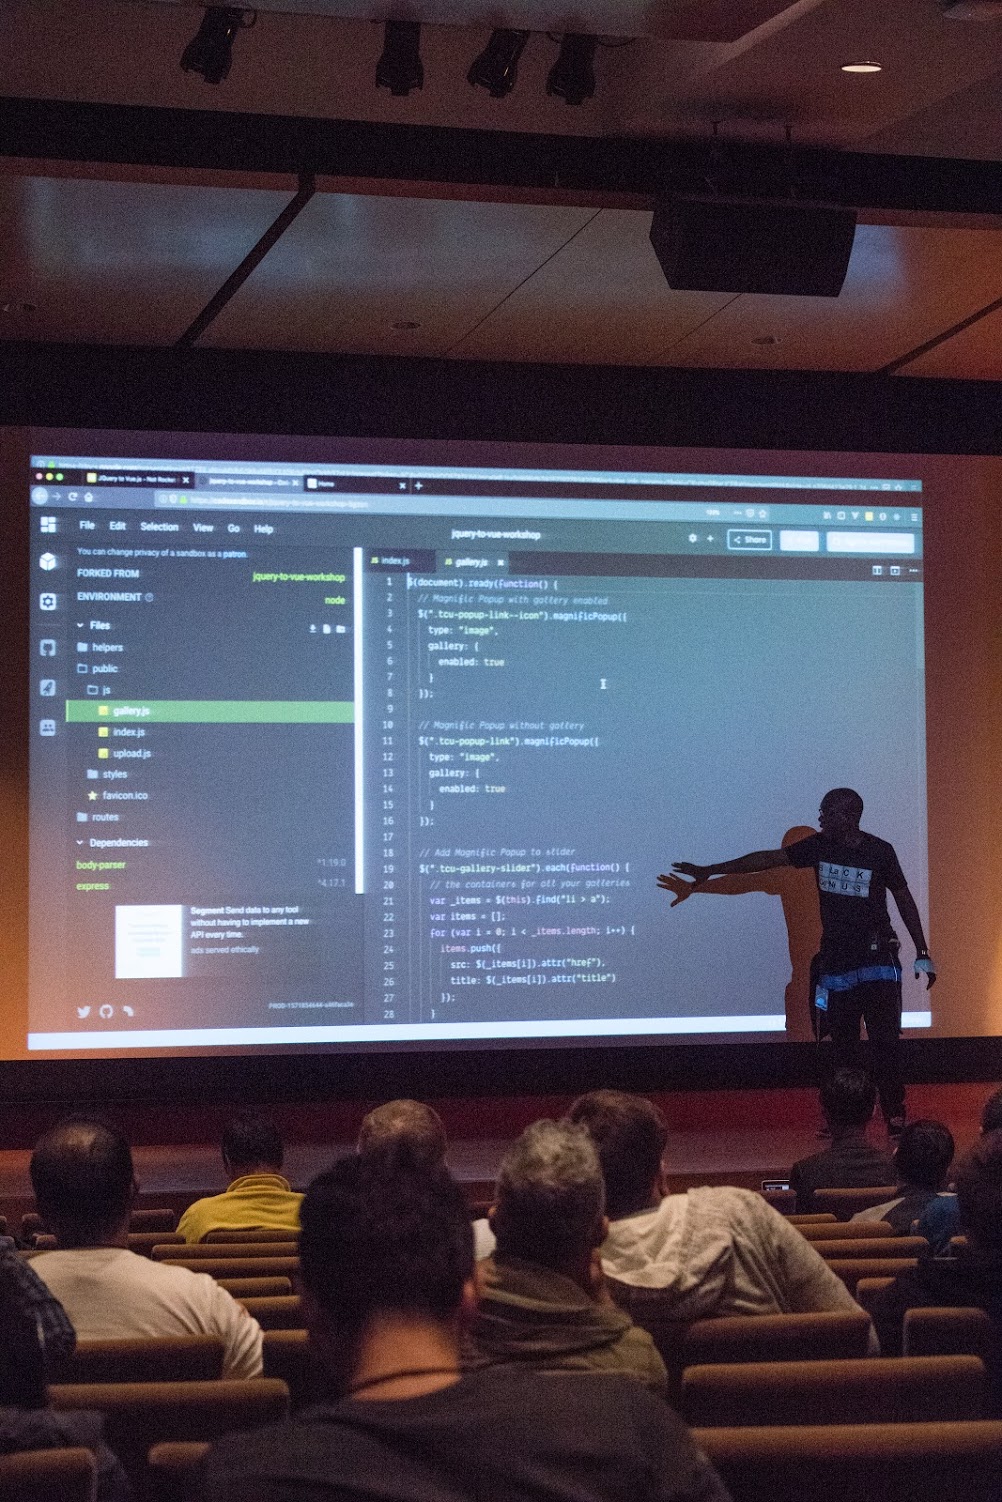 JQuery to Vue.js - Net Rocket
jquery-to-vue-workshop - Co
Home
File Edit Selection View Go Help
jquery-to-vue-workshop
Share
You can change privacy of a sandbox as a patron.
FORKED FROM
jquery-to-vue-workshop
ENVIRONMENT
node
Files
helpers
public
js
gallery.js
index.js
upload.js
styles
favicon.ico
routes
Dependencies
body-parser ^1.19.0
express ^4.17.1
Segment Send data to any tool
without having to implement a new
API every time.
ads served ethically
index.js
gallery.js
1 $(document).ready(function() {
2 // Magnific Popup with gallery enabled
3 $(".tcu-popup-link--icon").magnificPopup({
4 type: "image",
5 gallery: {
6 enabled: true
7 }
8 });
9
10 // Magnific Popup without gallery
11 $(".tcu-popup-link").magnificPopup({
12 type: "image",
13 gallery: {
14 enabled: true
15 }
16 });
17
18 // Add Magnific Popup to slider
19 $(".tcu-gallery-slider").each(function() {
20 // the containers for all your galleries
21 var _items = $(this).find("li > a");
22 var items = [];
23 for (var i = 0; i < _items.length; i++) {
24 items.push({
25 src: $(_items[i]).attr("href"),
26 title: $(_items[i]).attr("title")
27 });
28 }
LaCK